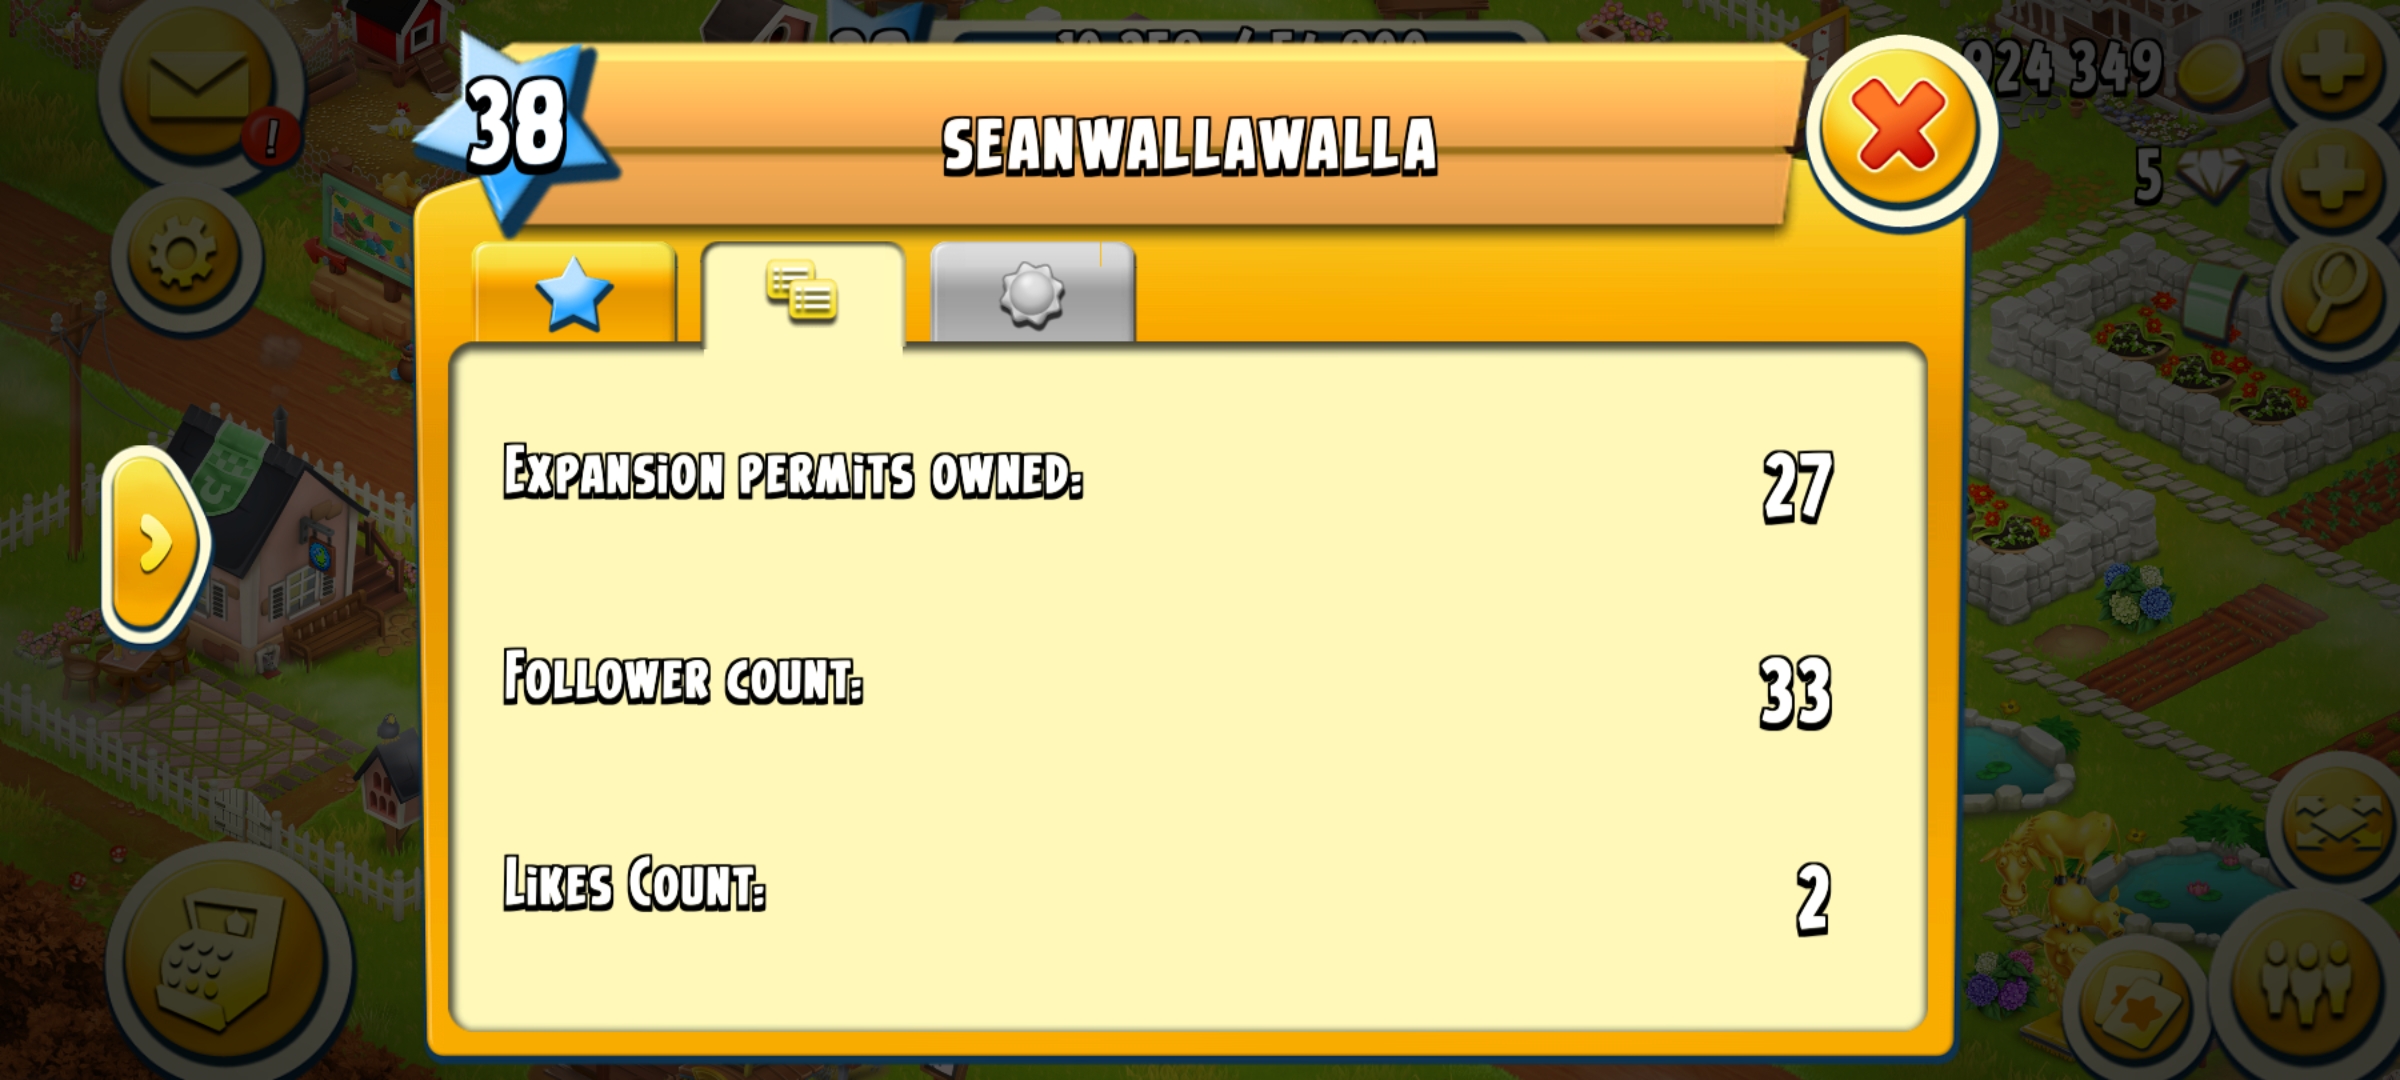 38
SEANWALLAWALLA
924 349
5
!
EXPANSION PERMITS OWNED:
27
FOLLOWER COUNT:
33
LIKES COUNT:
2